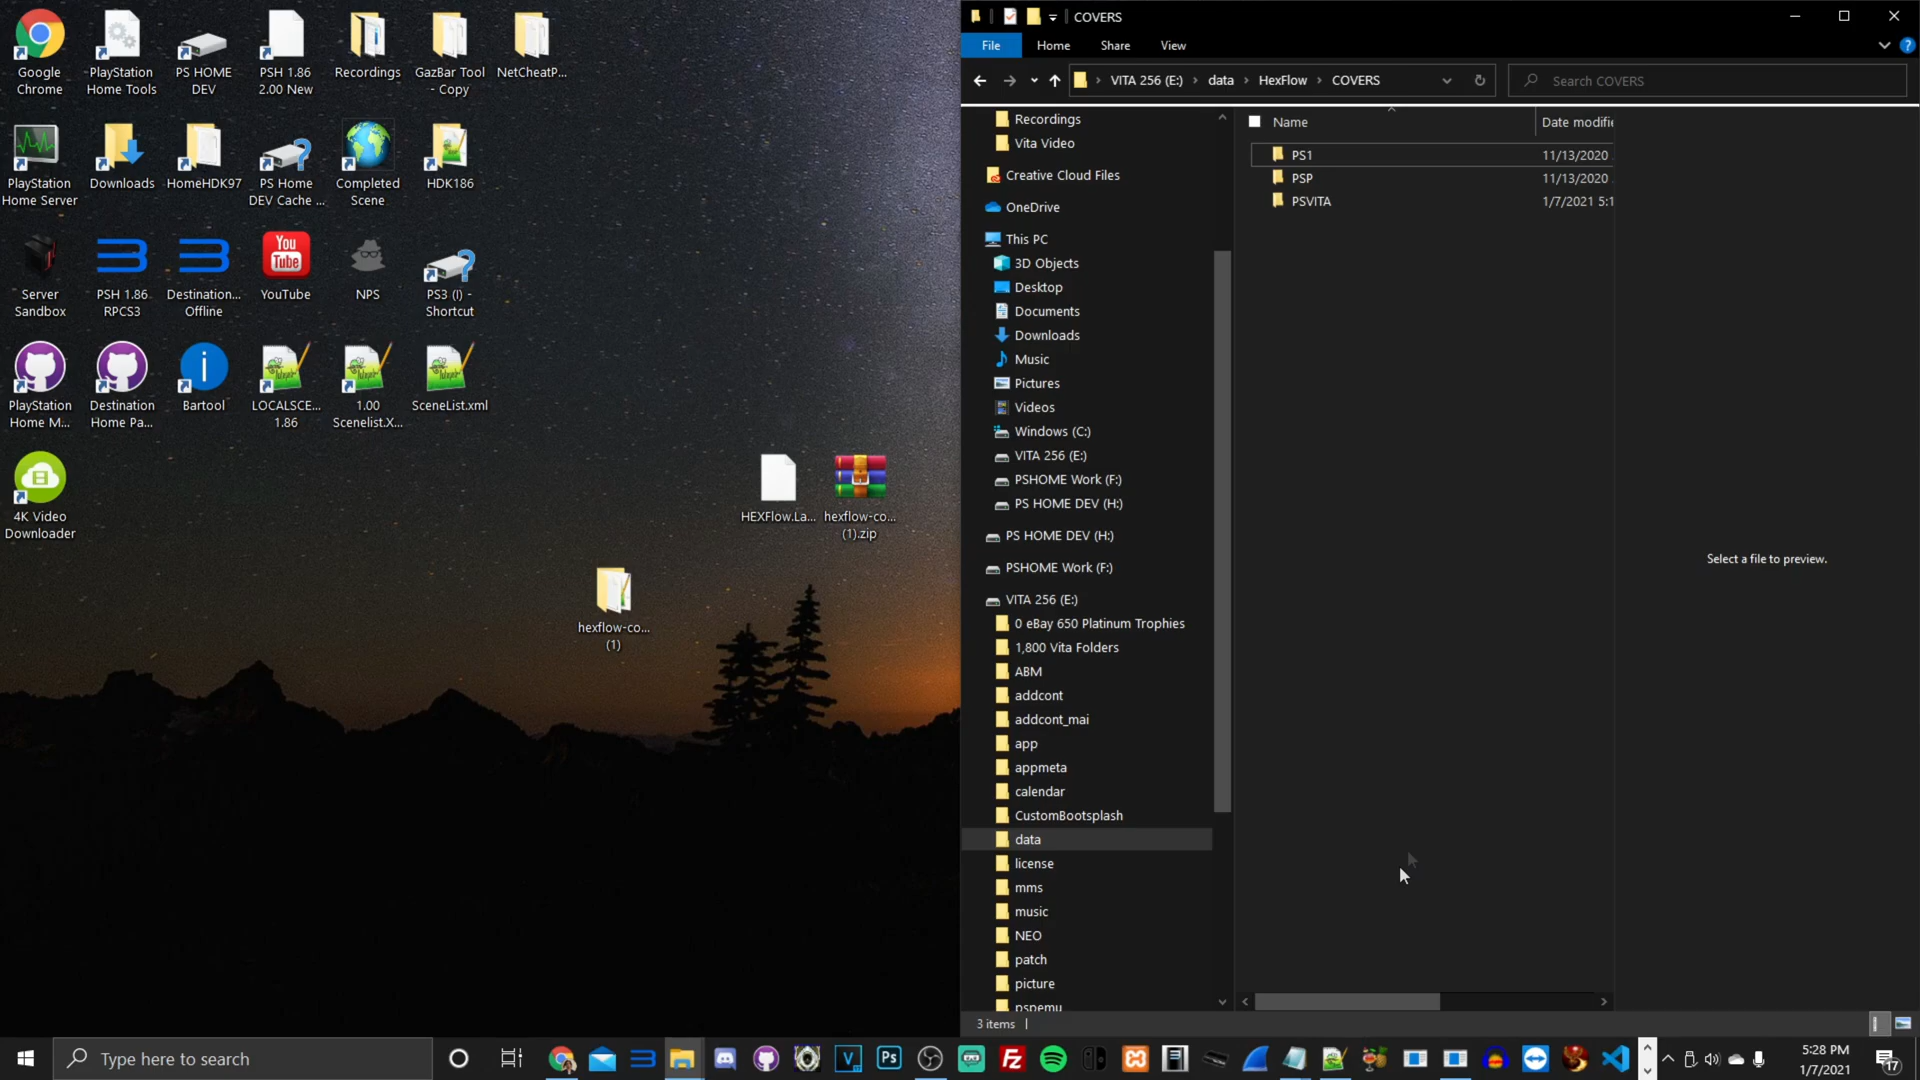 Google
Chrome
PlayStation
Home Tools
PS HOME
DEV
PSH 1.86
2.00 New
Recordings
GazBar Tool
- Copy
NetCheatP...
PlayStation
Home Server
Downloads
HomeHDK97
PS Home
DEV Cache ...
Completed
Scene
HDK186
Server
Sandbox
PSH 1.86
RPCS3
Destination...
Offline
You
Tube
YouTube
NPS
PS3 (I) -
Shortcut
PlayStation
Home M...
Destination
Home Pa...
Bartool
LOCALSCE...
1.86
1.00
Scenelist.X...
SceneList.xml
4K Video
Downloader
HEXFlow.La...
hexflow-co...
(1).zip
hexflow-co...
(1)
COVERS
File
Home
Share
View
VITA 256 (E:) › data › HexFlow › COVERS
Search COVERS
Recordings
Vita Video
Creative Cloud Files
OneDrive
This PC
3D Objects
Desktop
Documents
Downloads
Music
Pictures
Videos
Windows (C:)
VITA 256 (E:)
PSHOME Work (F:)
PS HOME DEV (H:)
PS HOME DEV (H:)
PSHOME Work (F:)
VITA 256 (E:)
0 eBay 650 Platinum Trophies
1,800 Vita Folders
ABM
addcont
addcont_mai
app
appmeta
calendar
CustomBootsplash
data
license
mms
music
NEO
patch
picture
pspemu
Name
Date modifie
PS1
11/13/2020
PSP
11/13/2020
PSVITA
1/7/2021 5:1
Select a file to preview.
3 items
Type here to search
Ps
V
Fz
5:28 PM
1/7/2021
17